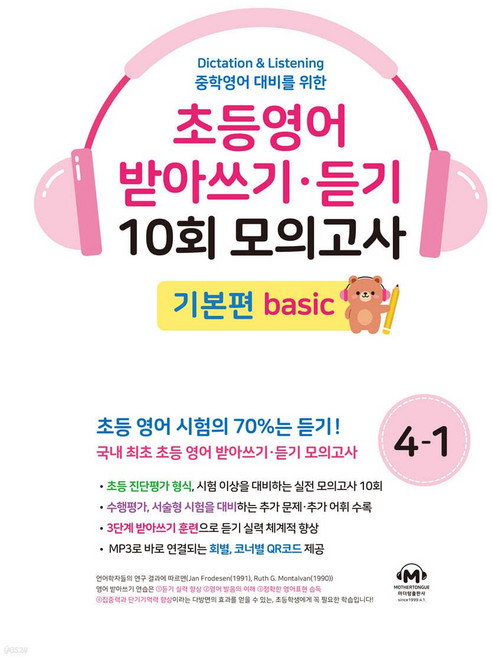 Dictation & Listening
중학영어 대비를 위한
초등영어
받아쓰기·듣기
10회 모의고사
기본편 basic
초등 영어 시험의 70%는 듣기!
국내 최초 초등 영어 받아쓰기·듣기 모의고사
4-1
• 초등 진단평가 형식, 시험 이상을 대비하는 실전 모의고사 10회
• 수행평가, 서술형 시험을 대비하는 추가 문제·추가 어휘 수록
• 3단계 받아쓰기 훈련으로 듣기 실력 체계적 향상
• MP3로 바로 연결되는 회별, 코너별 QR코드 제공
언어학자들의 연구 결과에 따르면(Jan Frodesen(1991), Ruth G. Montalvan(1990))
영어 받아쓰기 연습은 ①듣기 실력 향상 ②영어 발음의 이해 ③정확한 영어표현 습득
④집중력과 단기기억력 향상이라는 다방면의 효과를 얻을 수 있는, 초등학생에게 꼭 필요한 학습입니다!
M
MOTHERTONGUE
마더텅출판사
since1999.4.1.
YES24